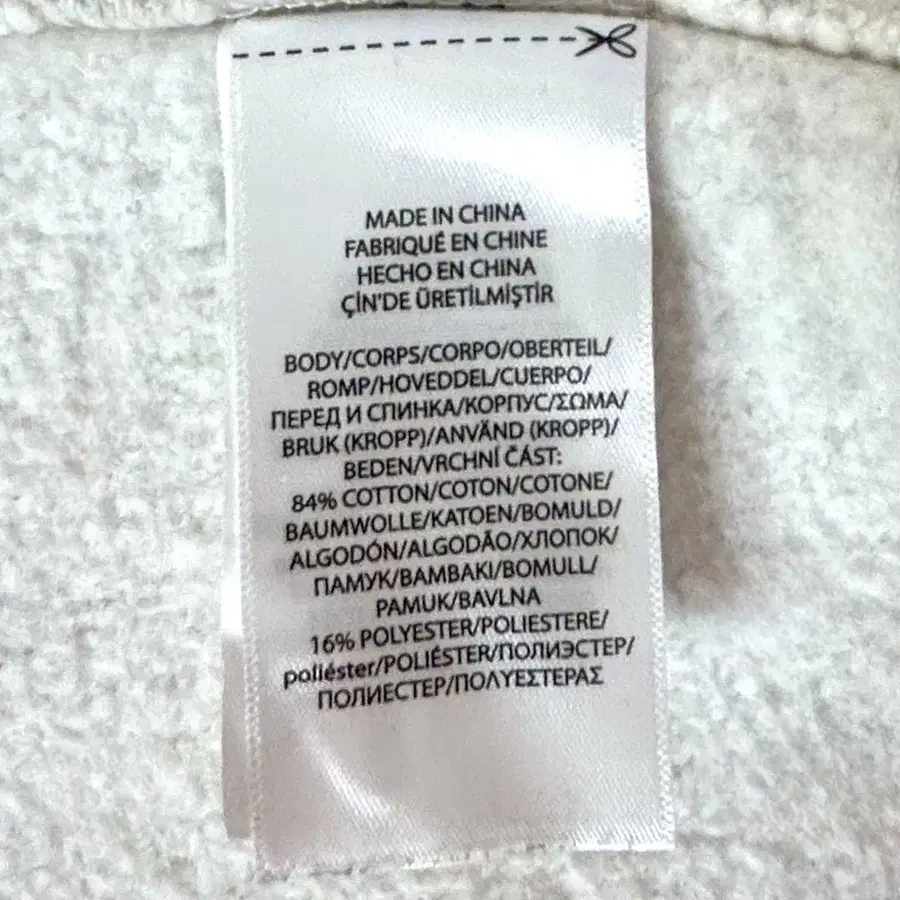 MADE IN CHINA
FABRIQUÉ EN CHINE
HECHO EN CHINA
ÇİN'DE ÜRETİLMİŞTİR
BODY/CORPS/CORPO/OBERTEIL/
ROMP/HOVEDDEL/CUERPO/
ПЕРЕД И СПИНКА/КОРПУС/ΣΩΜΑ/
BRUK (KROPP)/ANVÄND (KROPP)/
BEDEN/VRCHNÍ ČÁST:
84% COTTON/COTON/COTONE/
BAUMWOLLE/KATOEN/BOMULD/
ALGODÓN/ALGODÃO/ХЛОПОК/
ПАМУК/BAMBAKI/BOMULL/
PAMUK/BAVLNA
16% POLYESTER/POLIESTERE/
poliéster/POLIÉSTER/ПОЛИЭСТЕР/
ПОЛИЕСТЕР/ΠΟΛΥΕΣΤΕΡΑΣ